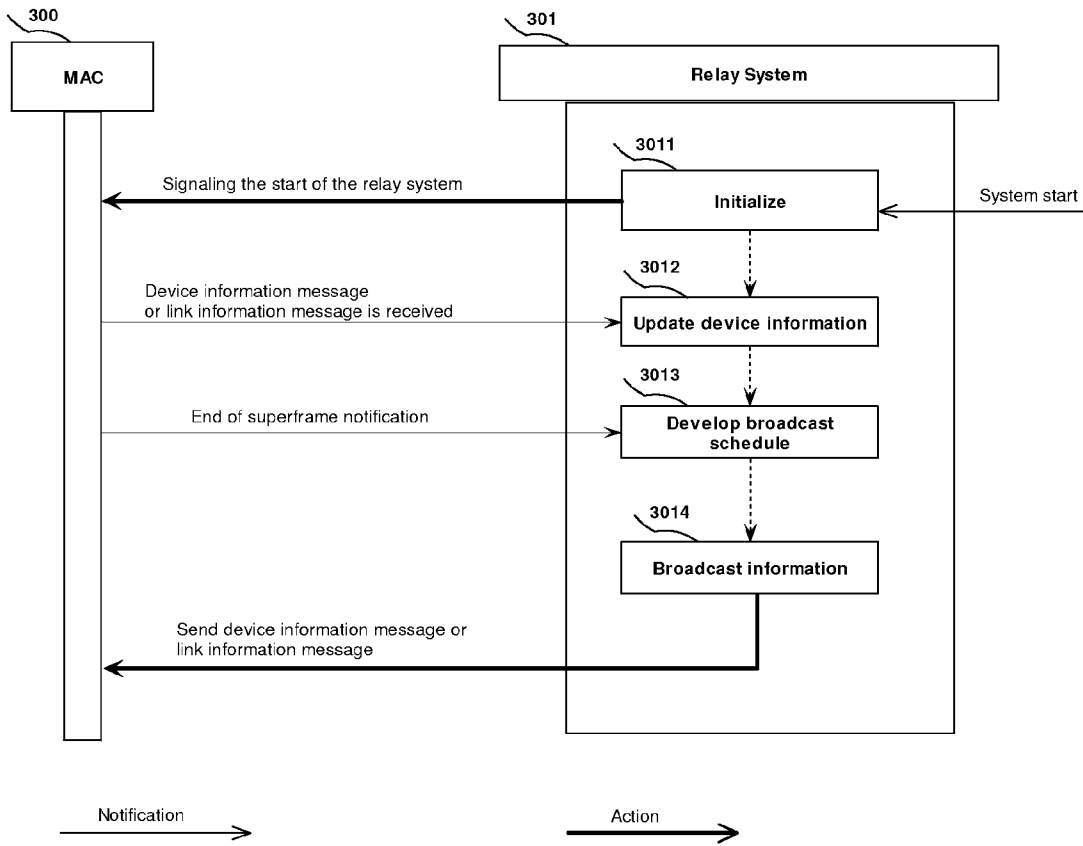 300
301
MAC
Relay System
3011
Signaling the start of the relay system
Initialize
System start
3012
Device information message
or link information message is received
Update device information
3013
End of superframe notification
Develop broadcast
schedule
3014
Broadcast information
Send device information message or
link information message
Notification
Action